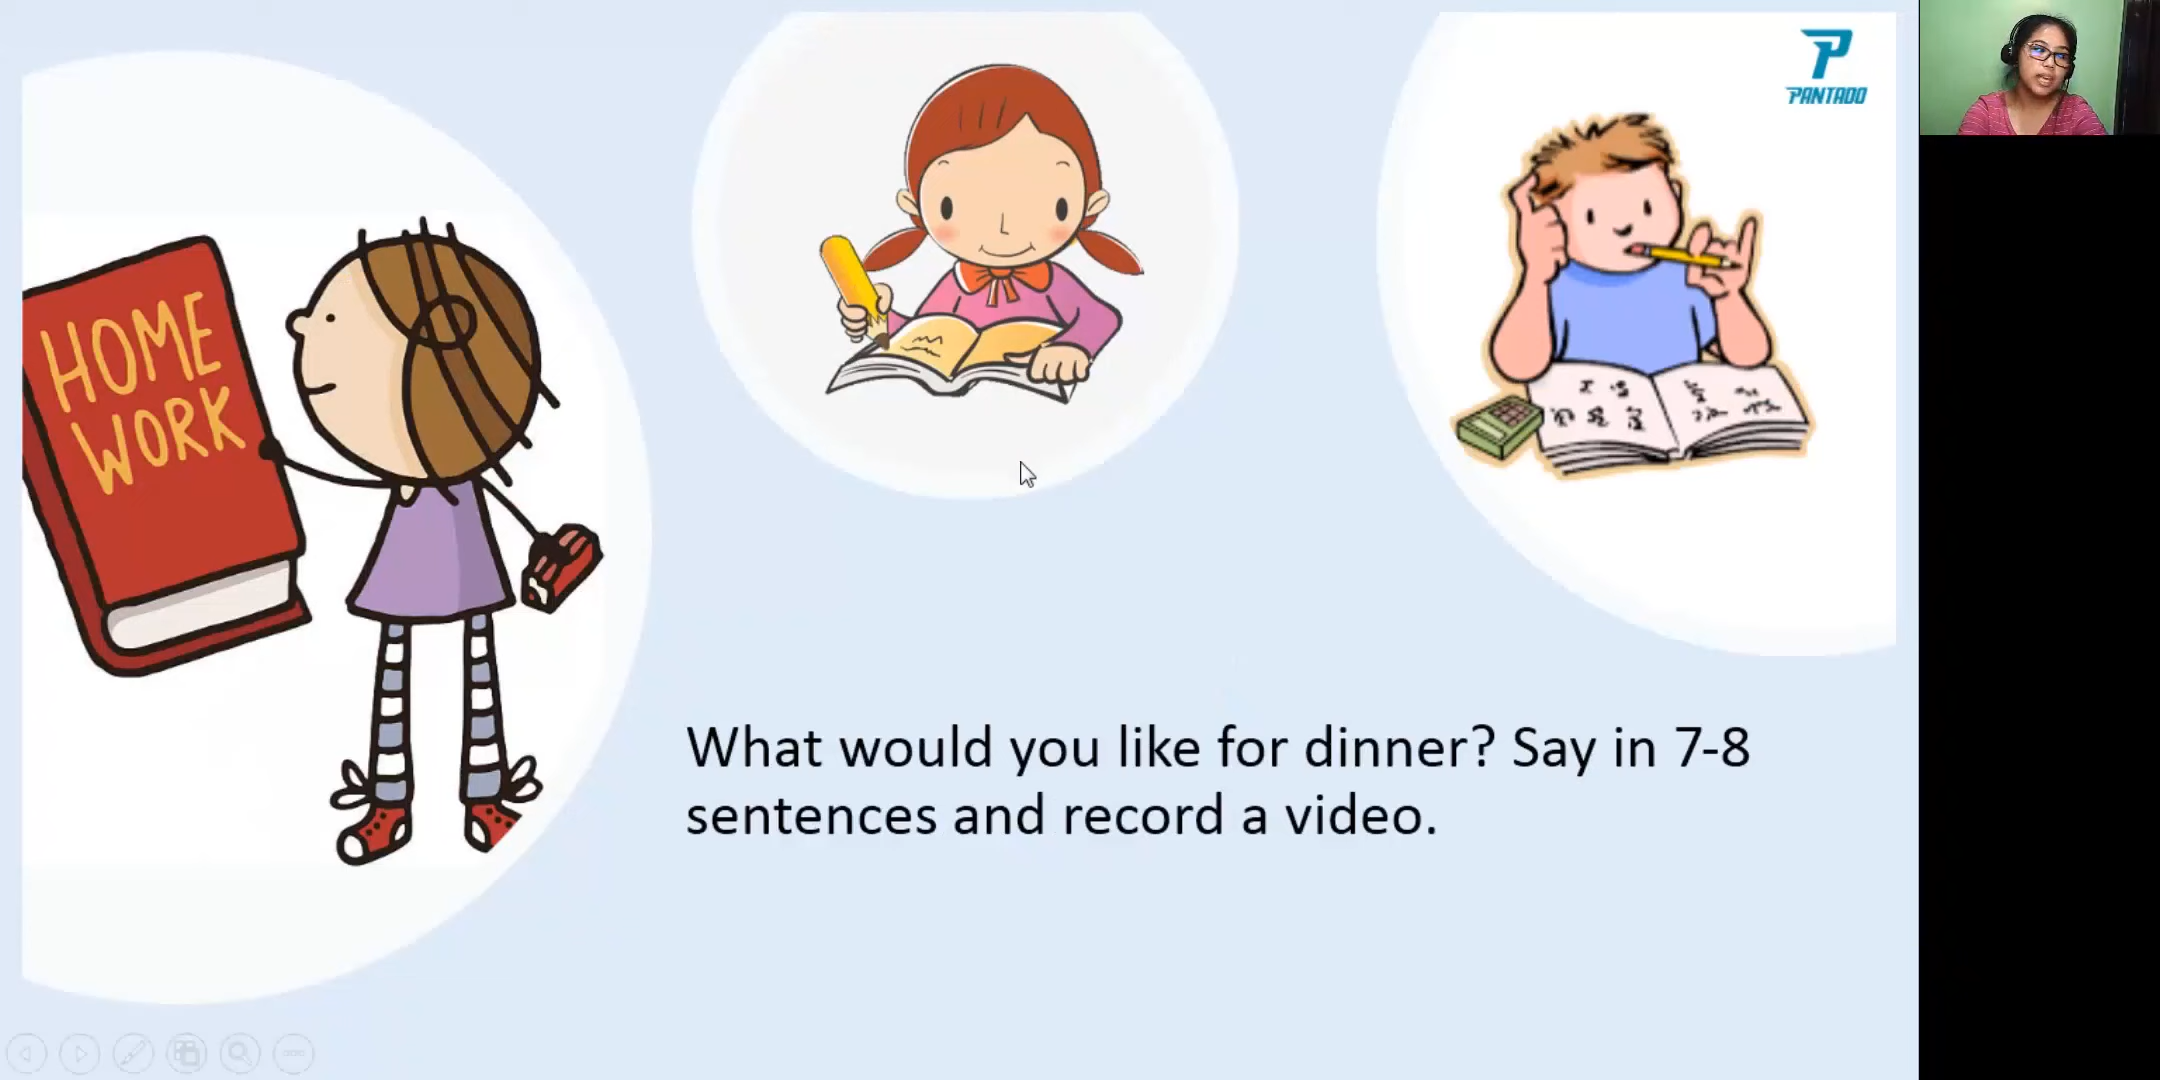 HOME
WORK
PANTADO
What would you like for dinner? Say in 7-8
sentences and record a video.